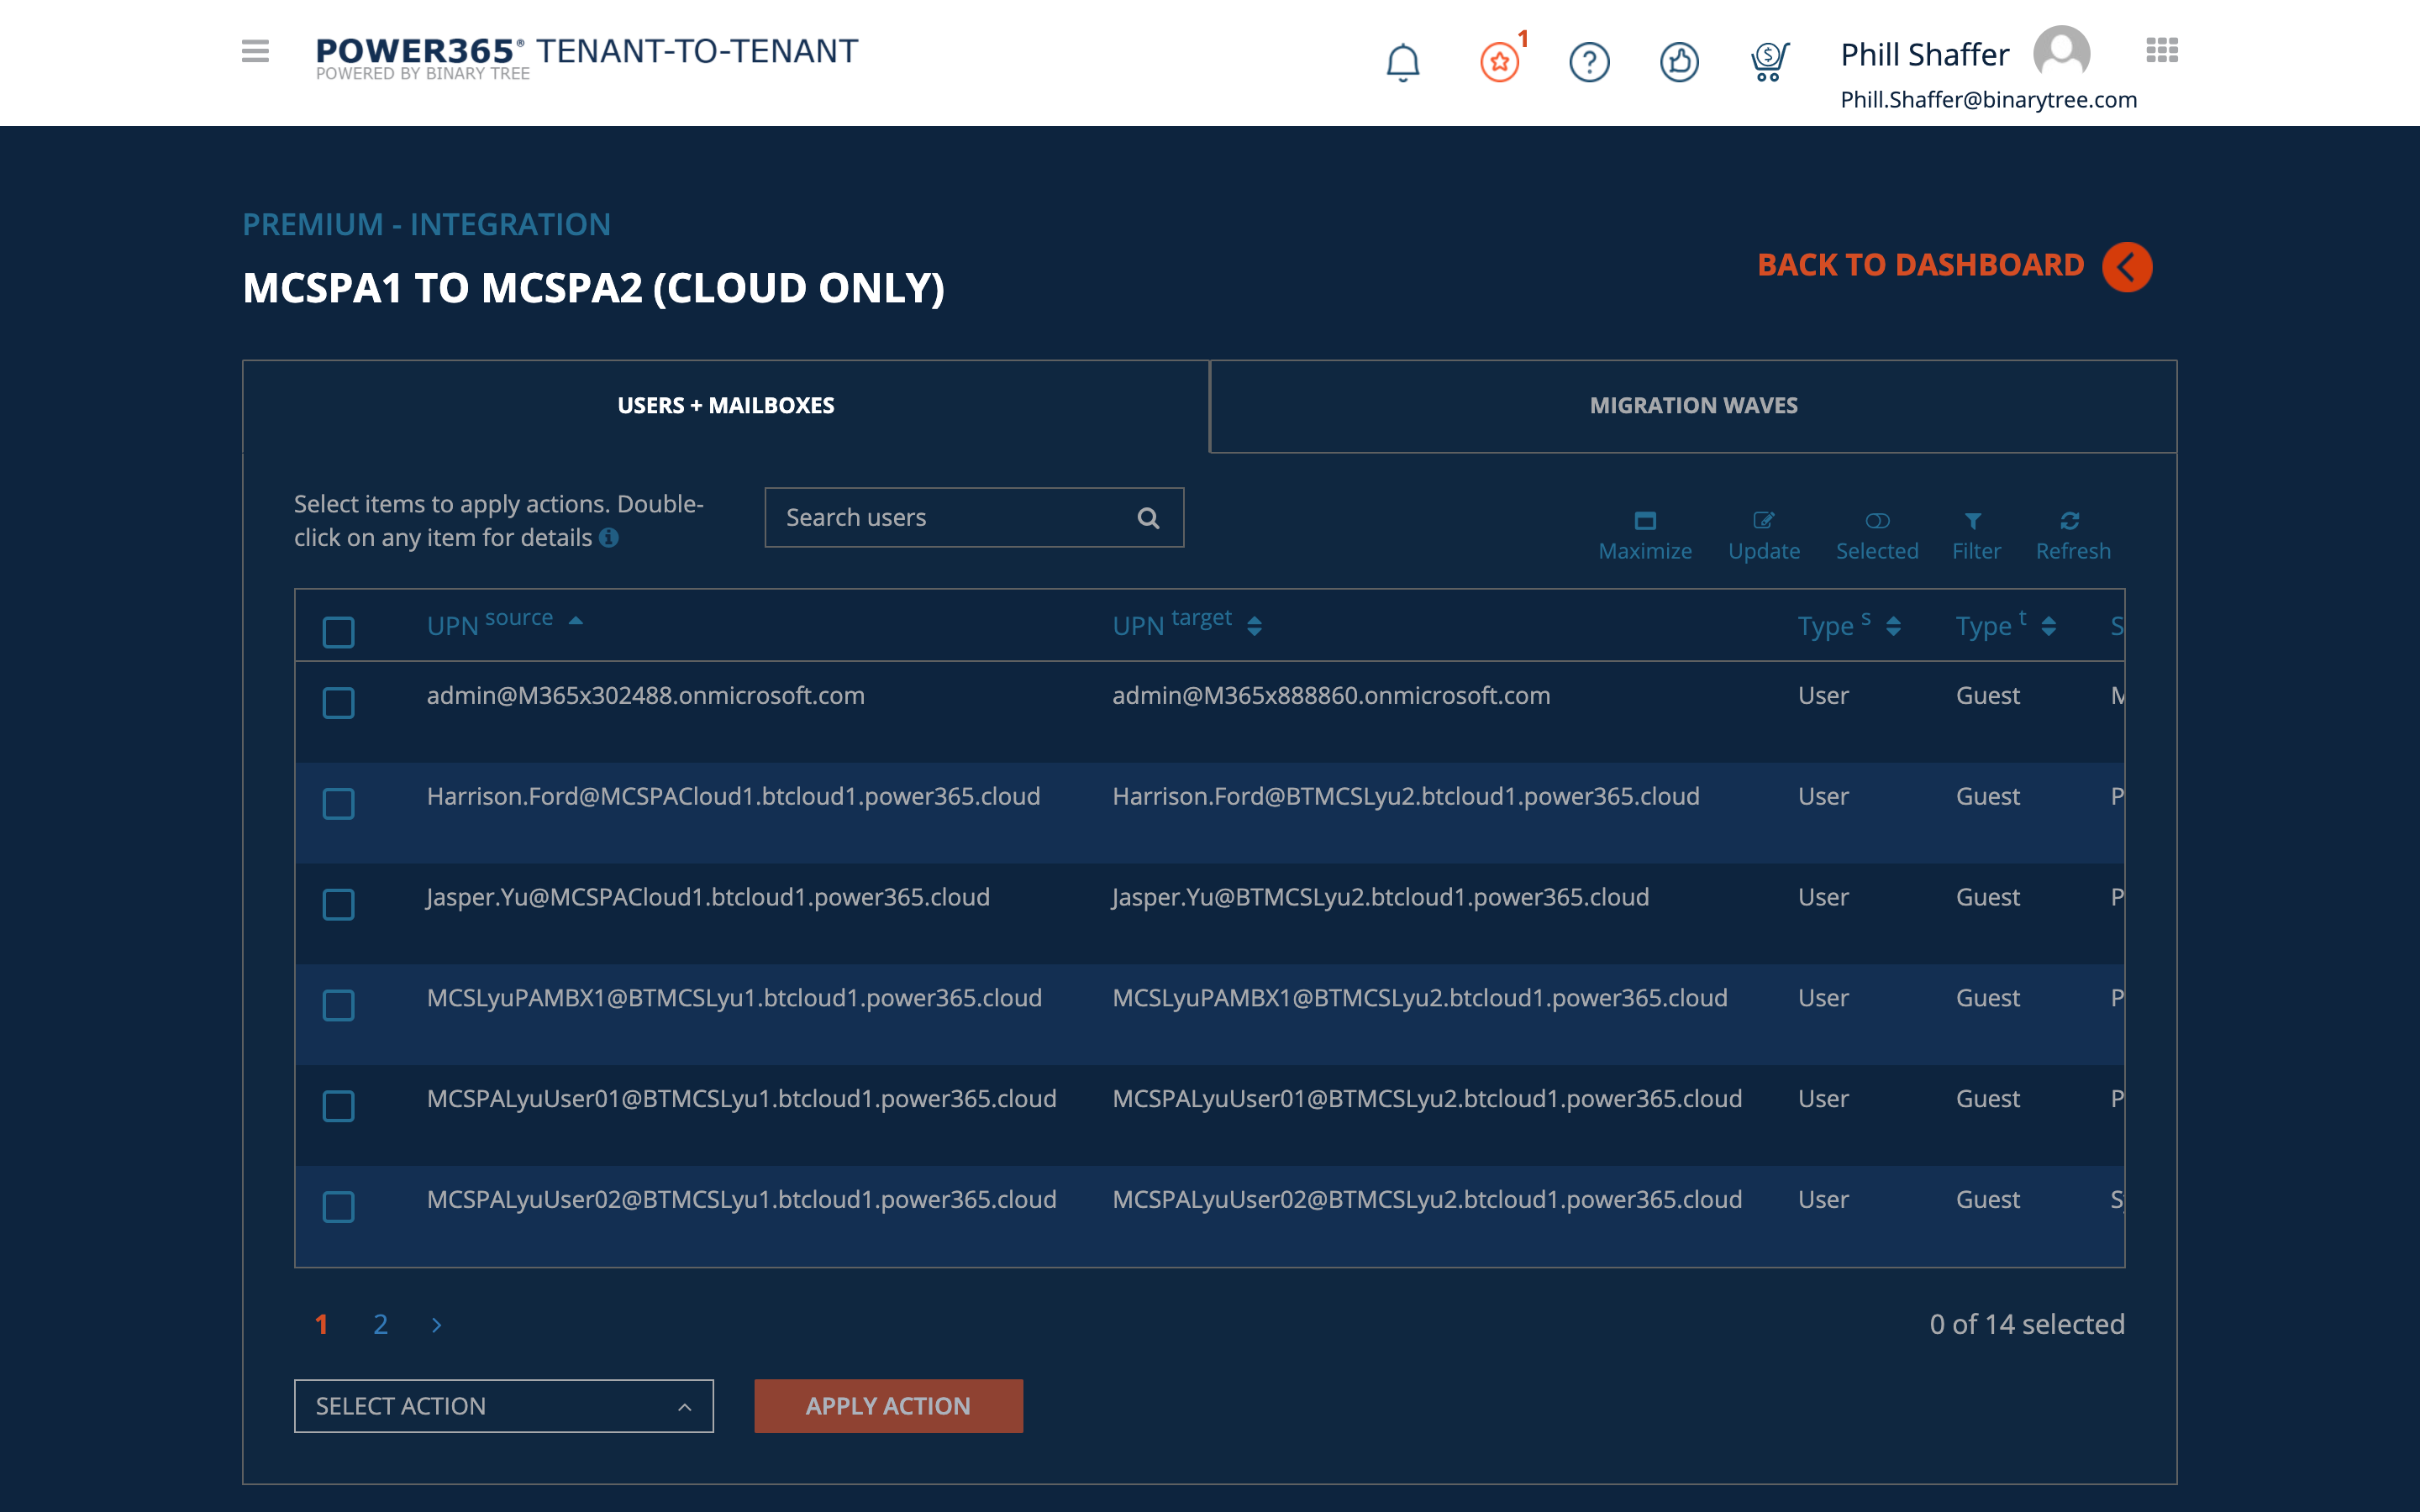 POWER365® TENANT-TO-TENANT
POWERED BY BINARY TREE
1
Phill Shaffer
Phill.Shaffer@binarytree.com
PREMIUM - INTEGRATION
MCSPA1 TO MCSPA2 (CLOUD ONLY)
BACK TO DASHBOARD
USERS + MAILBOXES
MIGRATION WAVES
Select items to apply actions. Double-
click on any item for details
Search users
Maximize Update Selected Filter Refresh
UPN source UPN target Type s Type t S
admin@M365x302488.onmicrosoft.com admin@M365x888860.onmicrosoft.com User Guest M
Harrison.Ford@MCSPACloud1.btcloud1.power365.cloud Harrison.Ford@BTMCSLyu2.btcloud1.power365.cloud User Guest P
Jasper.Yu@MCSPACloud1.btcloud1.power365.cloud Jasper.Yu@BTMCSLyu2.btcloud1.power365.cloud User Guest P
MCSLyuPAMBX1@BTMCSLyu1.btcloud1.power365.cloud MCSLyuPAMBX1@BTMCSLyu2.btcloud1.power365.cloud User Guest P
MCSPALyuUser01@BTMCSLyu1.btcloud1.power365.cloud MCSPALyuUser01@BTMCSLyu2.btcloud1.power365.cloud User Guest P
MCSPALyuUser02@BTMCSLyu1.btcloud1.power365.cloud MCSPALyuUser02@BTMCSLyu2.btcloud1.power365.cloud User Guest S
1 2 >
0 of 14 selected
SELECT ACTION
APPLY ACTION